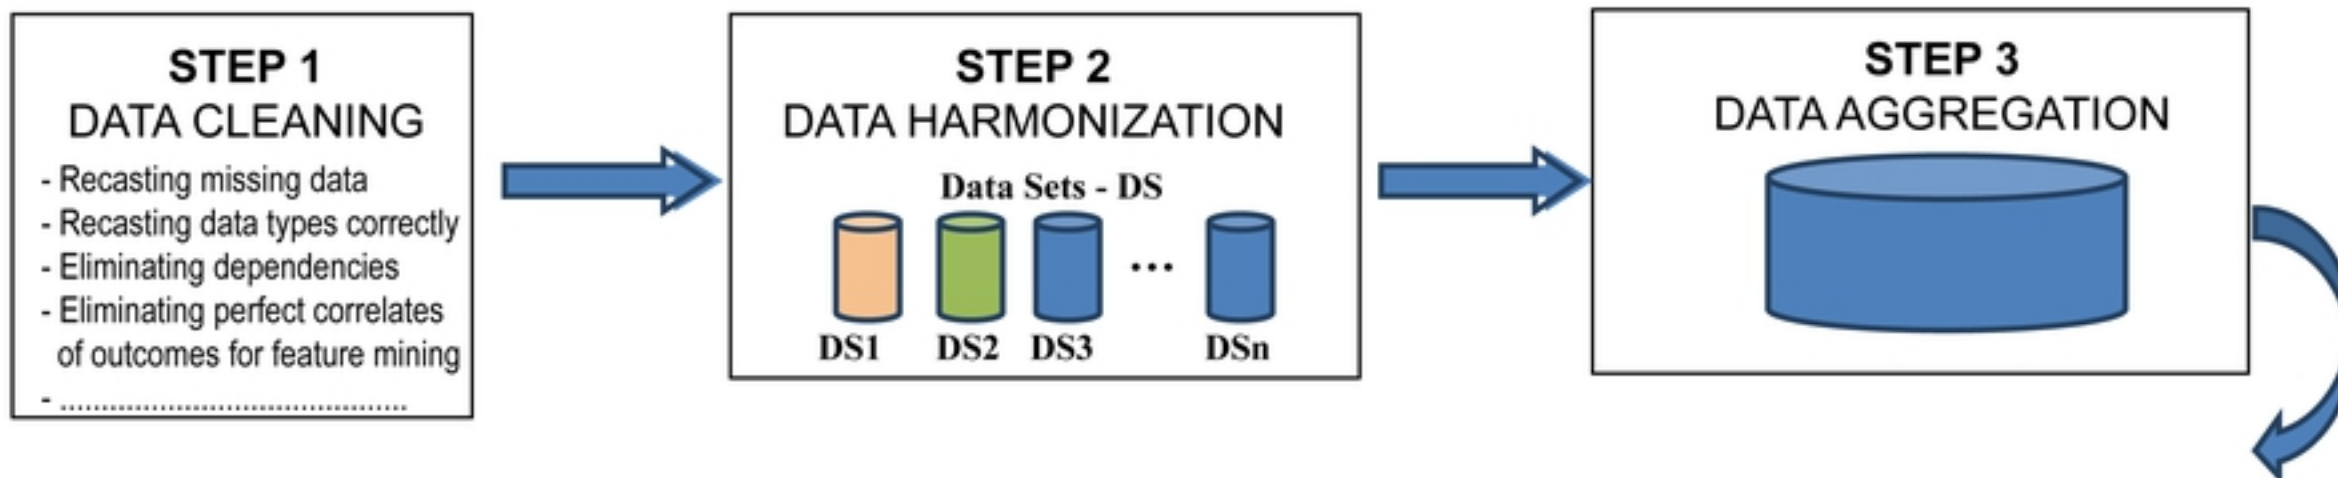 STEP 1
DATA CLEANING
- Recasting missing data
- Recasting data types correctly
- Eliminating dependencies
- Eliminating perfect correlates
of outcomes for feature mining
- ..........................................
STEP 2
DATA HARMONIZATION
Data Sets - DS
...
DS1 DS2 DS3 DSn
STEP 3
DATA AGGREGATION